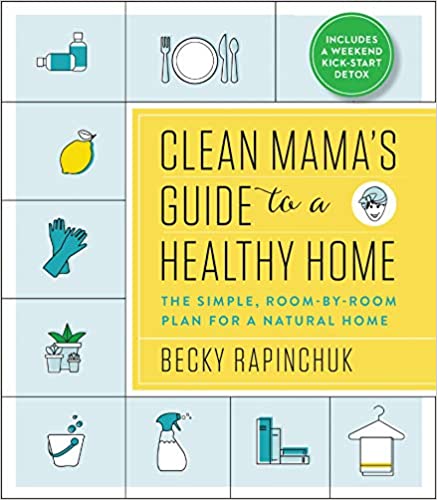 INCLUDES
A WEEKEND
KICK-START
DETOX
CLEAN MAMA'S
GUIDE to a
HEALTHY HOME
THE SIMPLE, ROOM-BY-ROOM
PLAN FOR A NATURAL HOME
BECKY RAPINCHUK